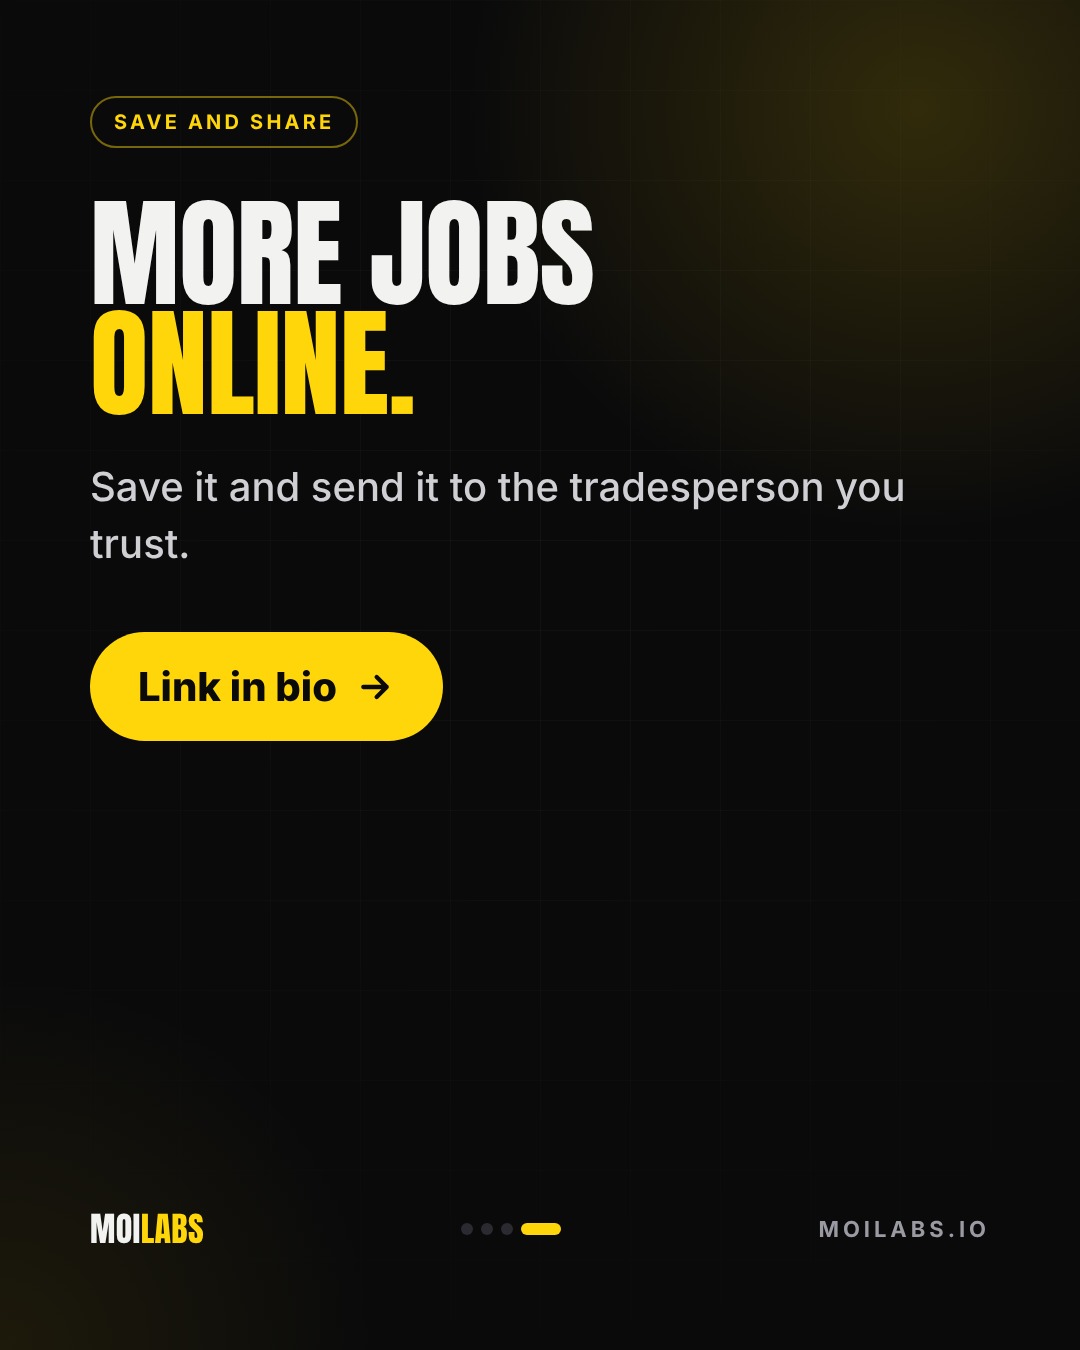 SAVE AND SHARE
MORE JOBS
ONLINE.
Save it and send it to the tradesperson you
trust.
Link in bio →
MOILABS
MOILABS.IO